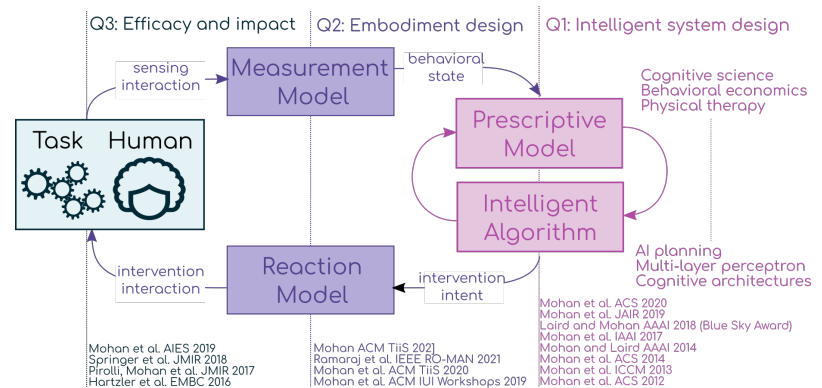 Q3: Efficacy and impact
Q2: Embodiment design
Q1: Intelligent system design
sensing
interaction
Measurement
Model
behavioral
state
Cognitive science
Behavioral economics
Physical therapy
Prescriptive
Model
Task Human
Intelligent
Algorithm
intervention
interaction
Reaction
Model
intervention
intent
AI planning
Multi-layer perceptron
Cognitive architectures
Mohan et al. AIES 2019
Springer et al. JMIR 2018
Pirolli, Mohan et al. JMIR 2017
Hartzler et al. EMBC 2016
Mohan ACM TiiS 2021
Ramaraj et al. IEEE RO-MAN 2021
Mohan et al. ACM TiiS 2020
Mohan et al. ACM IUI Workshops 2019
Mohan et al. ACS 2020
Mohan et al. JAIR 2019
Laird and Mohan AAAI 2018 (Blue Sky Award)
Mohan et al. IAAI 2017
Mohan and Laird AAAI 2014
Mohan et al. ACS 2014
Mohan et al. ICCM 2013
Mohan et al. ACS 2012